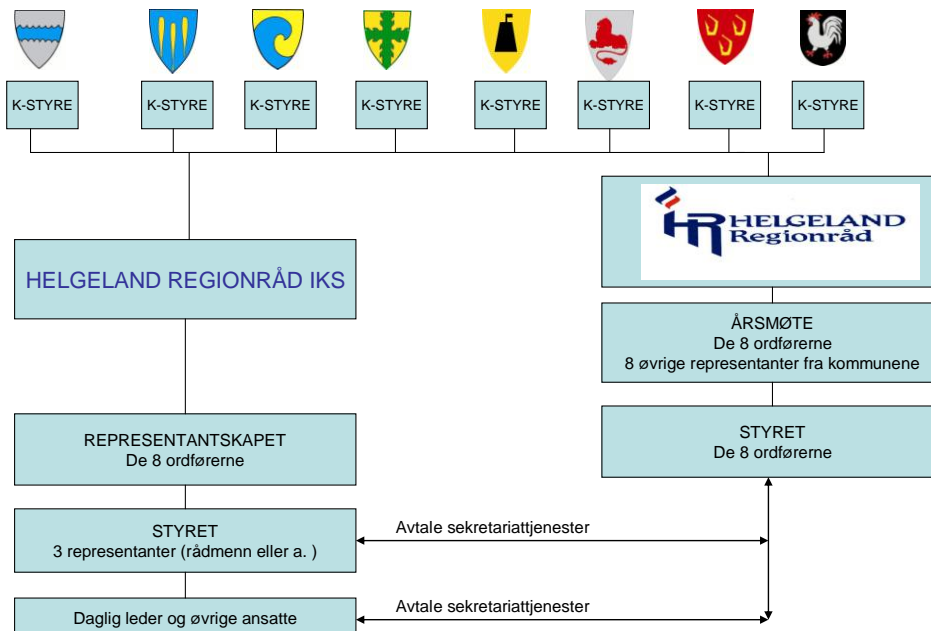 K-STYRE
K-STYRE
K-STYRE
K-STYRE
K-STYRE
K-STYRE
K-STYRE
K-STYRE
HR HELGELAND
Regionråd
HELGELAND REGIONRÅD IKS
ÅRSMØTE
De 8 ordførerne
8 øvrige representanter fra kommunene
REPRESENTANTSKAPET
De 8 ordførerne
STYRET
De 8 ordførerne
STYRET
3 representanter (rådmenn eller a. )
Avtale sekretariattjenester
Daglig leder og øvrige ansatte
Avtale sekretariattjenester